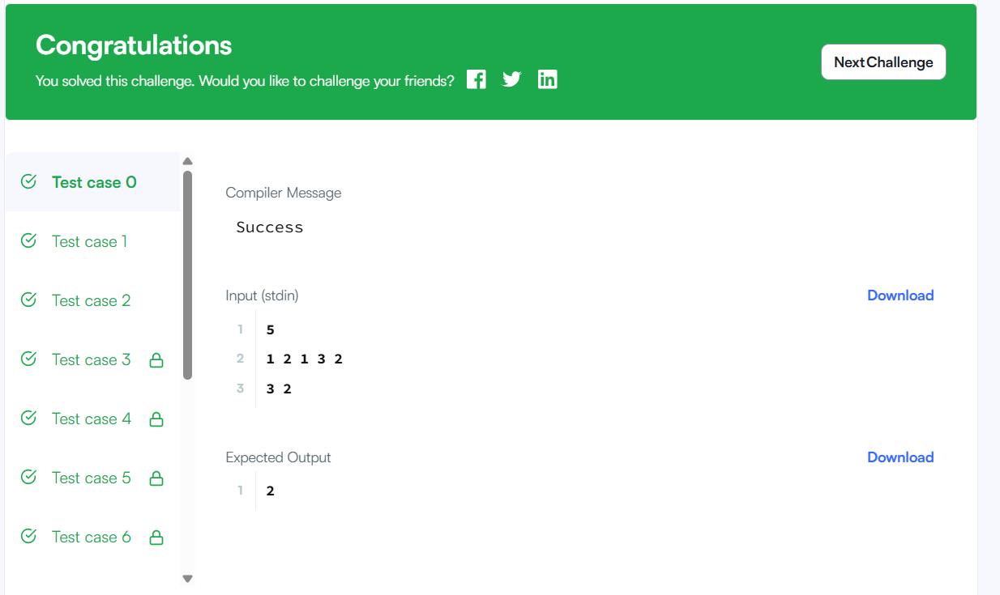 Congratulations
You solved this challenge. Would you like to challenge your friends?
Next Challenge
Test case 0
Test case 1
Test case 2
Test case 3
Test case 4
Test case 5
Test case 6
Compiler Message
Success
Input (stdin)
Download
1 5
2 1 2 1 3 2
3 3 2
Expected Output
Download
1 2